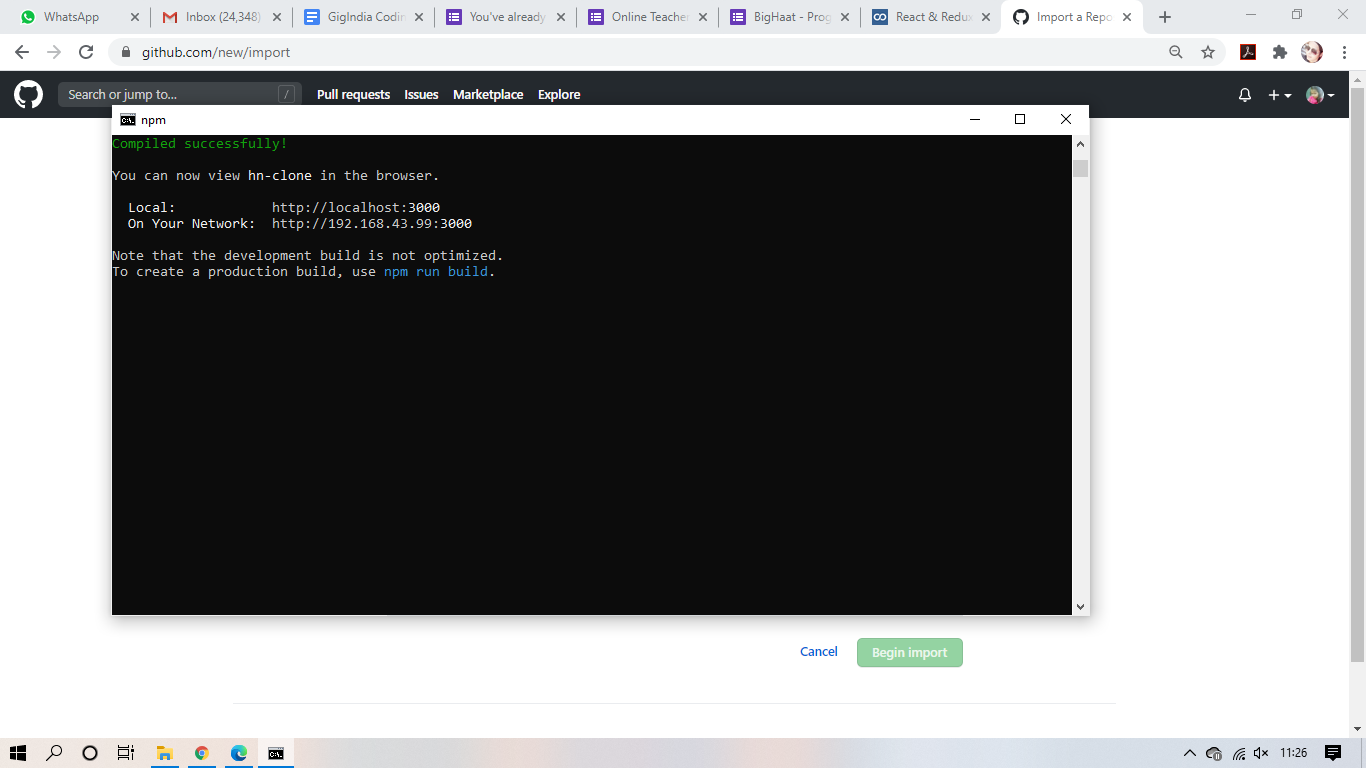 WhatsApp
Inbox (24,348)
GigIndia Codin
You've already
Online Teacher
BigHaat - Prog
React & Redux
Import a Repo
github.com/new/import
Search or jump to...
/
Pull requests
Issues
Marketplace
Explore
npm
Compiled successfully!
You can now view hn-clone in the browser.
Local: http://localhost:3000
On Your Network: http://192.168.43.99:3000
Note that the development build is not optimized.
To create a production build, use npm run build.
Cancel
Begin import
11:26